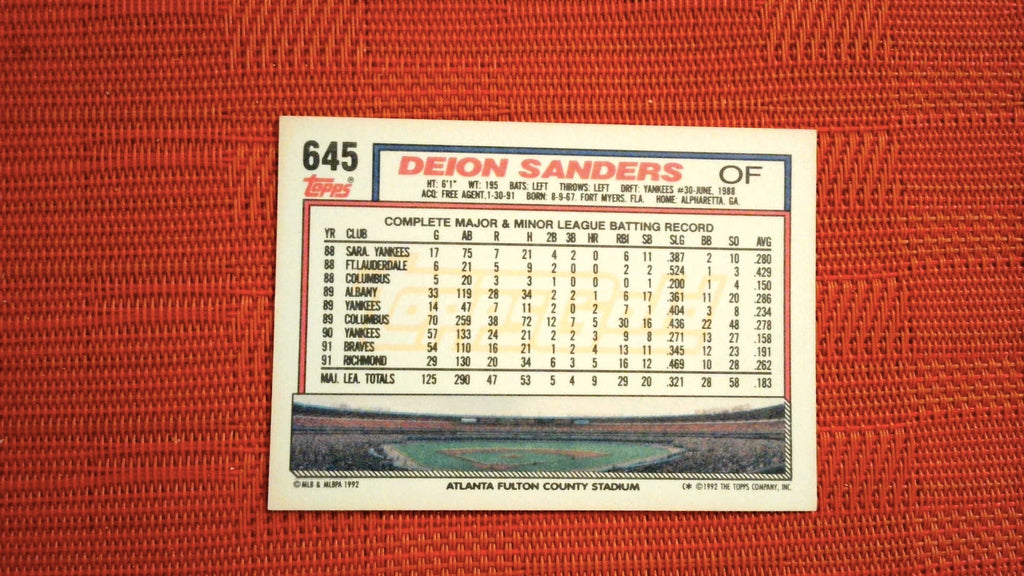 645
Topps®
DEION SANDERS OF
HT: 6'1" WT: 195 BATS: LEFT THROWS: LEFT DRFT: YANKEES #30-JUNE, 1988
ACQ: FREE AGENT,1-30-91 BORN: 8-9-67, FORT MYERS, FLA. HOME: ALPHARETTA, GA.
COMPLETE MAJOR & MINOR LEAGUE BATTING RECORD
YR CLUB G AB R H 2B 3B HR RBI SB SLG BB SO AVG
88 SARA. YANKEES 17 75 7 21 4 2 0 6 11 .387 2 10 .280
88 FT.LAUDERDALE 6 21 5 9 2 0 0 2 2 .524 1 3 .429
88 COLUMBUS 5 20 3 3 1 0 0 0 1 .200 1 4 .150
89 ALBANY 33 119 28 34 2 2 1 6 17 .361 11 20 .286
89 YANKEES 14 47 7 11 2 0 2 7 1 .404 3 8 .234
89 COLUMBUS 70 259 38 72 12 7 5 30 16 .436 22 48 .278
90 YANKEES 57 133 24 21 2 2 3 9 8 .271 13 27 .158
91 BRAVES 54 110 16 21 1 2 4 13 11 .345 12 23 .191
91 RICHMOND 29 130 20 34 6 3 5 16 12 .469 10 28 .262
MAJ. LEA. TOTALS 125 290 47 53 5 4 9 29 20 .321 28 58 .183
ToppsGold
© MLB & MLBPA 1992 ATLANTA FULTON COUNTY STADIUM C* © 1992 THE TOPPS COMPANY, INC.